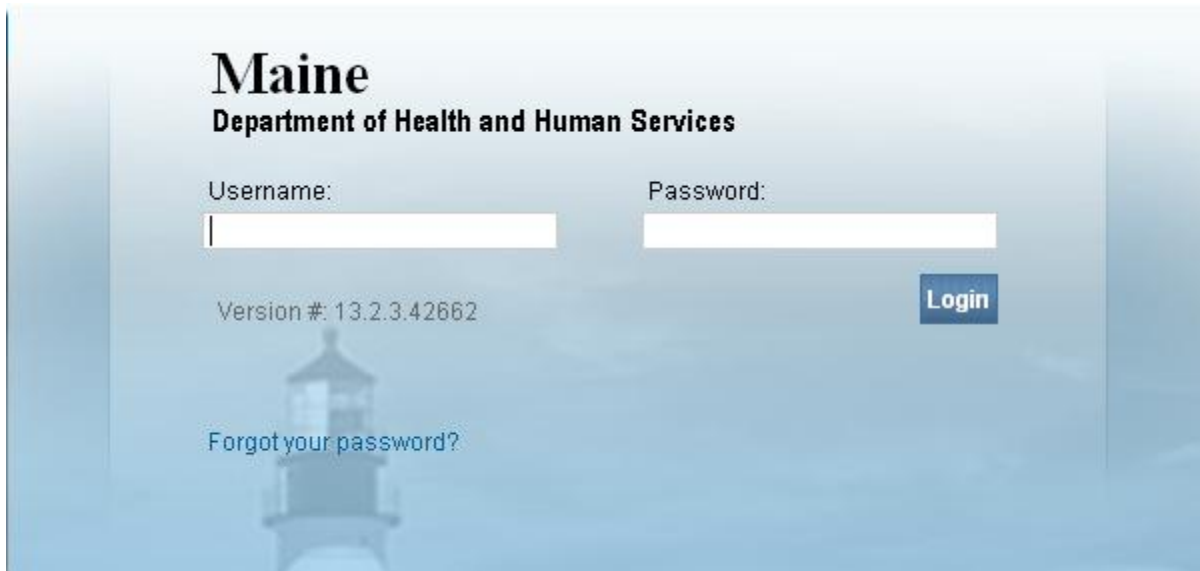 Maine
Department of Health and Human Services
Username: Password:
Version #: 13.2.3.42662
Login
Forgot your password?